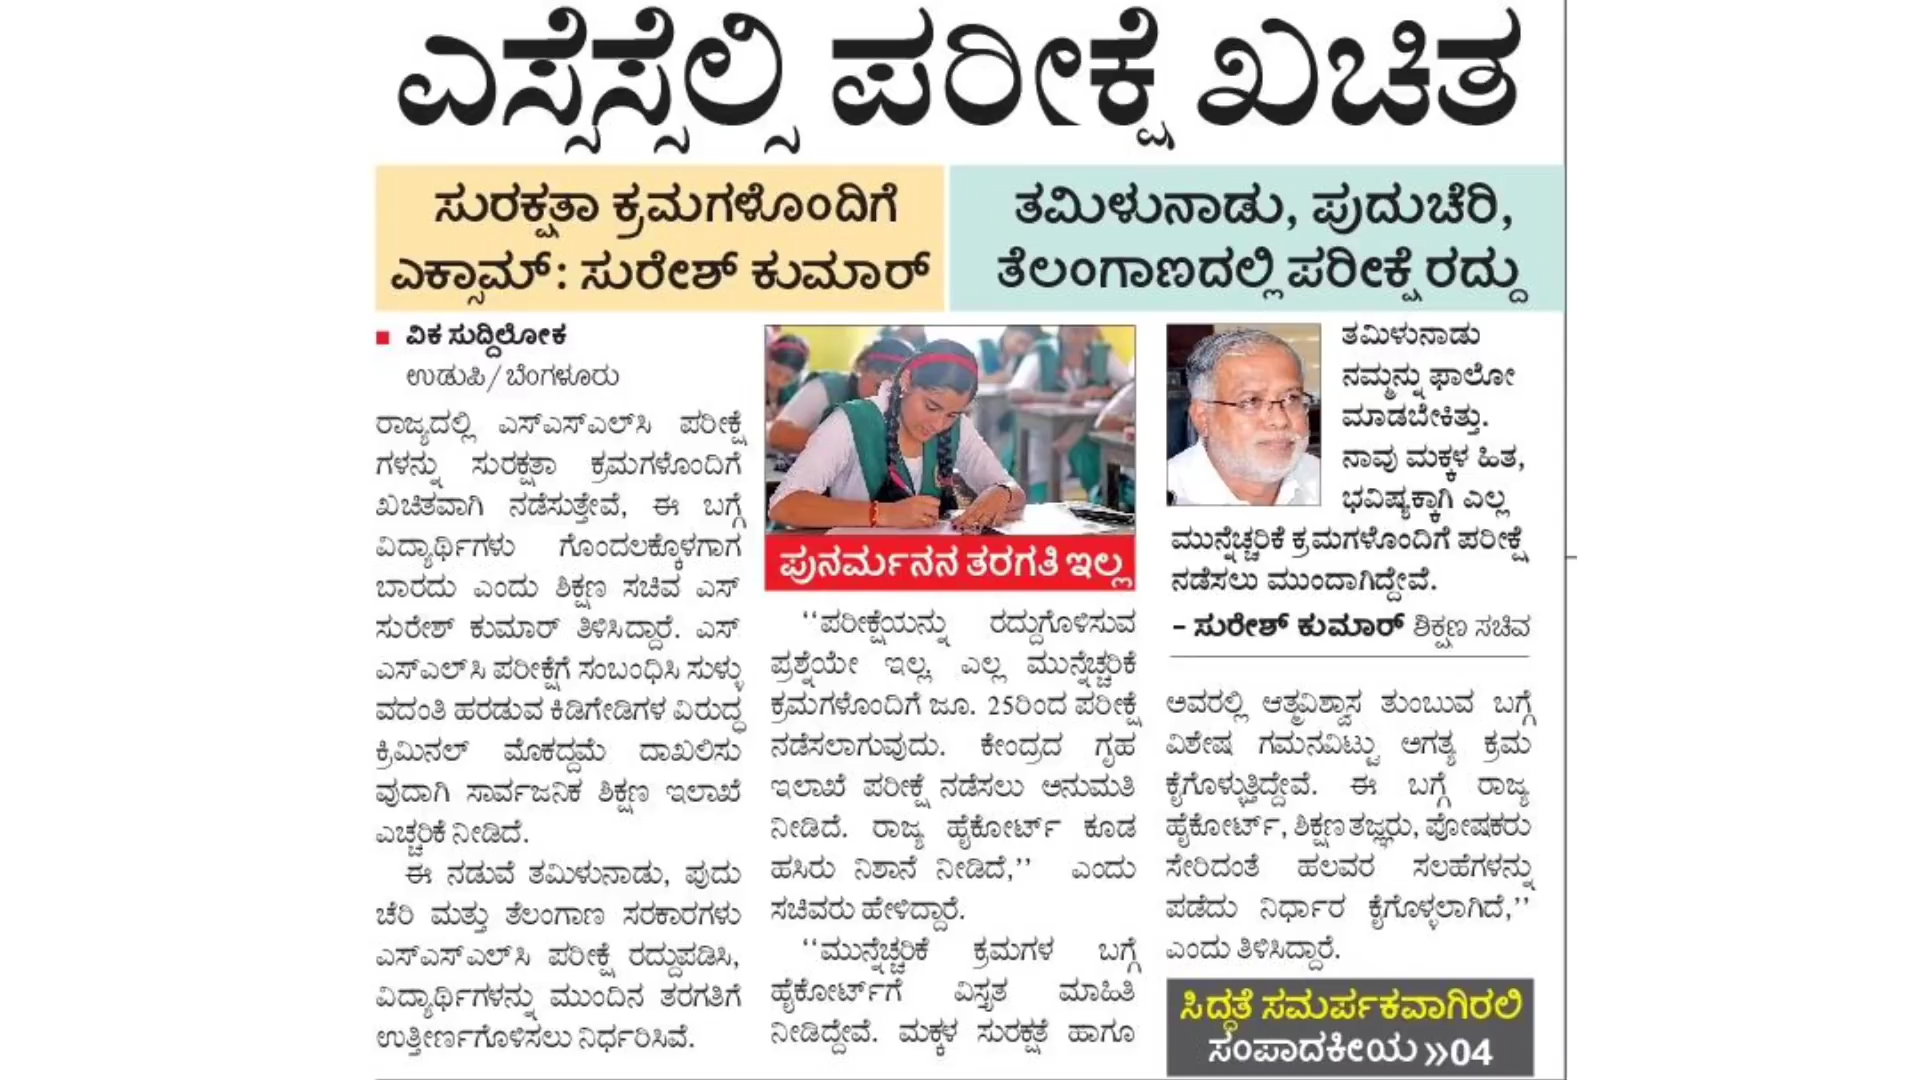 ಎಸ್ಸೆಸ್ಸೆಲ್ಸಿ ಪರೀಕ್ಷೆ ಖಚಿತ
ಸುರಕ್ಷತಾ ಕ್ರಮಗಳೊಂದಿಗೆ
ಎಕ್ಸಾಮ್: ಸುರೇಶ್ ಕುಮಾರ್
ತಮಿಳುನಾಡು, ಪುದುಚೆರಿ,
ತೆಲಂಗಾಣದಲ್ಲಿ ಪರೀಕ್ಷೆ ರದ್ದು
ವಿಕ ಸುದ್ದಿಲೋಕ
ಉಡುಪಿ/ಬೆಂಗಳೂರು
ರಾಜ್ಯದಲ್ಲಿ ಎಸ್‌ಎಸ್‌ಎಲ್‌ಸಿ ಪರೀಕ್ಷೆ
ಗಳನ್ನು ಸುರಕ್ಷತಾ ಕ್ರಮಗಳೊಂದಿಗೆ
ಖಚಿತವಾಗಿ ನಡೆಸುತ್ತೇವೆ, ಈ ಬಗ್ಗೆ
ವಿದ್ಯಾರ್ಥಿಗಳು ಗೊಂದಲಕ್ಕೊಳಗಾಗ
ಬಾರದು ಎಂದು ಶಿಕ್ಷಣ ಸಚಿವ ಎಸ್
ಸುರೇಶ್ ಕುಮಾರ್ ತಿಳಿಸಿದ್ದಾರೆ. ಎಸ್
ಎಸ್‌ಎಲ್‌ಸಿ ಪರೀಕ್ಷೆಗೆ ಸಂಬಂಧಿಸಿ ಸುಳ್ಳು
ವದಂತಿ ಹರಡುವ ಕಿಡಿಗೇಡಿಗಳ ವಿರುದ್ಧ
ಕ್ರಿಮಿನಲ್ ಮೊಕದ್ದಮೆ ದಾಖಲಿಸು
ವುದಾಗಿ ಸಾರ್ವಜನಿಕ ಶಿಕ್ಷಣ ಇಲಾಖೆ
ಎಚ್ಚರಿಕೆ ನೀಡಿದೆ.
ಈ ನಡುವೆ ತಮಿಳುನಾಡು, ಪುದು
ಚೆರಿ ಮತ್ತು ತೆಲಂಗಾಣ ಸರಕಾರಗಳು
ಎಸ್‌ಎಸ್‌ಎಲ್‌ಸಿ ಪರೀಕ್ಷೆ ರದ್ದುಪಡಿಸಿ,
ವಿದ್ಯಾರ್ಥಿಗಳನ್ನು ಮುಂದಿನ ತರಗತಿಗೆ
ಉತ್ತೀರ್ಣಗೊಳಿಸಲು ನಿರ್ಧರಿಸಿವೆ.
ಪುನರ್ಮನನ ತರಗತಿ ಇಲ್ಲ
‘‘ಪರೀಕ್ಷೆಯನ್ನು ರದ್ದುಗೊಳಿಸುವ
ಪ್ರಶ್ನೆಯೇ ಇಲ್ಲ. ಎಲ್ಲ ಮುನ್ನೆಚ್ಚರಿಕೆ
ಕ್ರಮಗಳೊಂದಿಗೆ ಜೂ. 25ರಿಂದ ಪರೀಕ್ಷೆ
ನಡೆಸಲಾಗುವುದು. ಕೇಂದ್ರದ ಗೃಹ
ಇಲಾಖೆ ಪರೀಕ್ಷೆ ನಡೆಸಲು ಅನುಮತಿ
ನೀಡಿದೆ. ರಾಜ್ಯ ಹೈಕೋರ್ಟ್ ಕೂಡ
ಹಸಿರು ನಿಶಾನೆ ನೀಡಿದೆ,’’ ಎಂದು
ಸಚಿವರು ಹೇಳಿದ್ದಾರೆ.
‘‘ಮುನ್ನೆಚ್ಚರಿಕೆ ಕ್ರಮಗಳ ಬಗ್ಗೆ
ಹೈಕೋರ್ಟ್‌ಗೆ ವಿಸ್ತೃತ ಮಾಹಿತಿ
ನೀಡಿದ್ದೇವೆ. ಮಕ್ಕಳ ಸುರಕ್ಷತೆ ಹಾಗೂ
ತಮಿಳುನಾಡು
ನಮ್ಮನ್ನು ಫಾಲೋ
ಮಾಡಬೇಕಿತ್ತು.
ನಾವು ಮಕ್ಕಳ ಹಿತ,
ಭವಿಷ್ಯಕ್ಕಾಗಿ ಎಲ್ಲ
ಮುನ್ನೆಚ್ಚರಿಕೆ ಕ್ರಮಗಳೊಂದಿಗೆ ಪರೀಕ್ಷೆ
ನಡೆಸಲು ಮುಂದಾಗಿದ್ದೇವೆ.
– ಸುರೇಶ್ ಕುಮಾರ್ ಶಿಕ್ಷಣ ಸಚಿವ
ಅವರಲ್ಲಿ ಆತ್ಮವಿಶ್ವಾಸ ತುಂಬುವ ಬಗ್ಗೆ
ವಿಶೇಷ ಗಮನವಿಟ್ಟು ಅಗತ್ಯ ಕ್ರಮ
ಕೈಗೊಳ್ಳುತ್ತಿದ್ದೇವೆ. ಈ ಬಗ್ಗೆ ರಾಜ್ಯ
ಹೈಕೋರ್ಟ್, ಶಿಕ್ಷಣ ತಜ್ಞರು, ಪೋಷಕರು
ಸೇರಿದಂತೆ ಹಲವರ ಸಲಹೆಗಳನ್ನು
ಪಡೆದು ನಿರ್ಧಾರ ಕೈಗೊಳ್ಳಲಾಗಿದೆ,’’
ಎಂದು ತಿಳಿಸಿದ್ದಾರೆ.
ಸಿದ್ಧತೆ ಸಮರ್ಪಕವಾಗಿರಲಿ
ಸಂಪಾದಕೀಯ »04